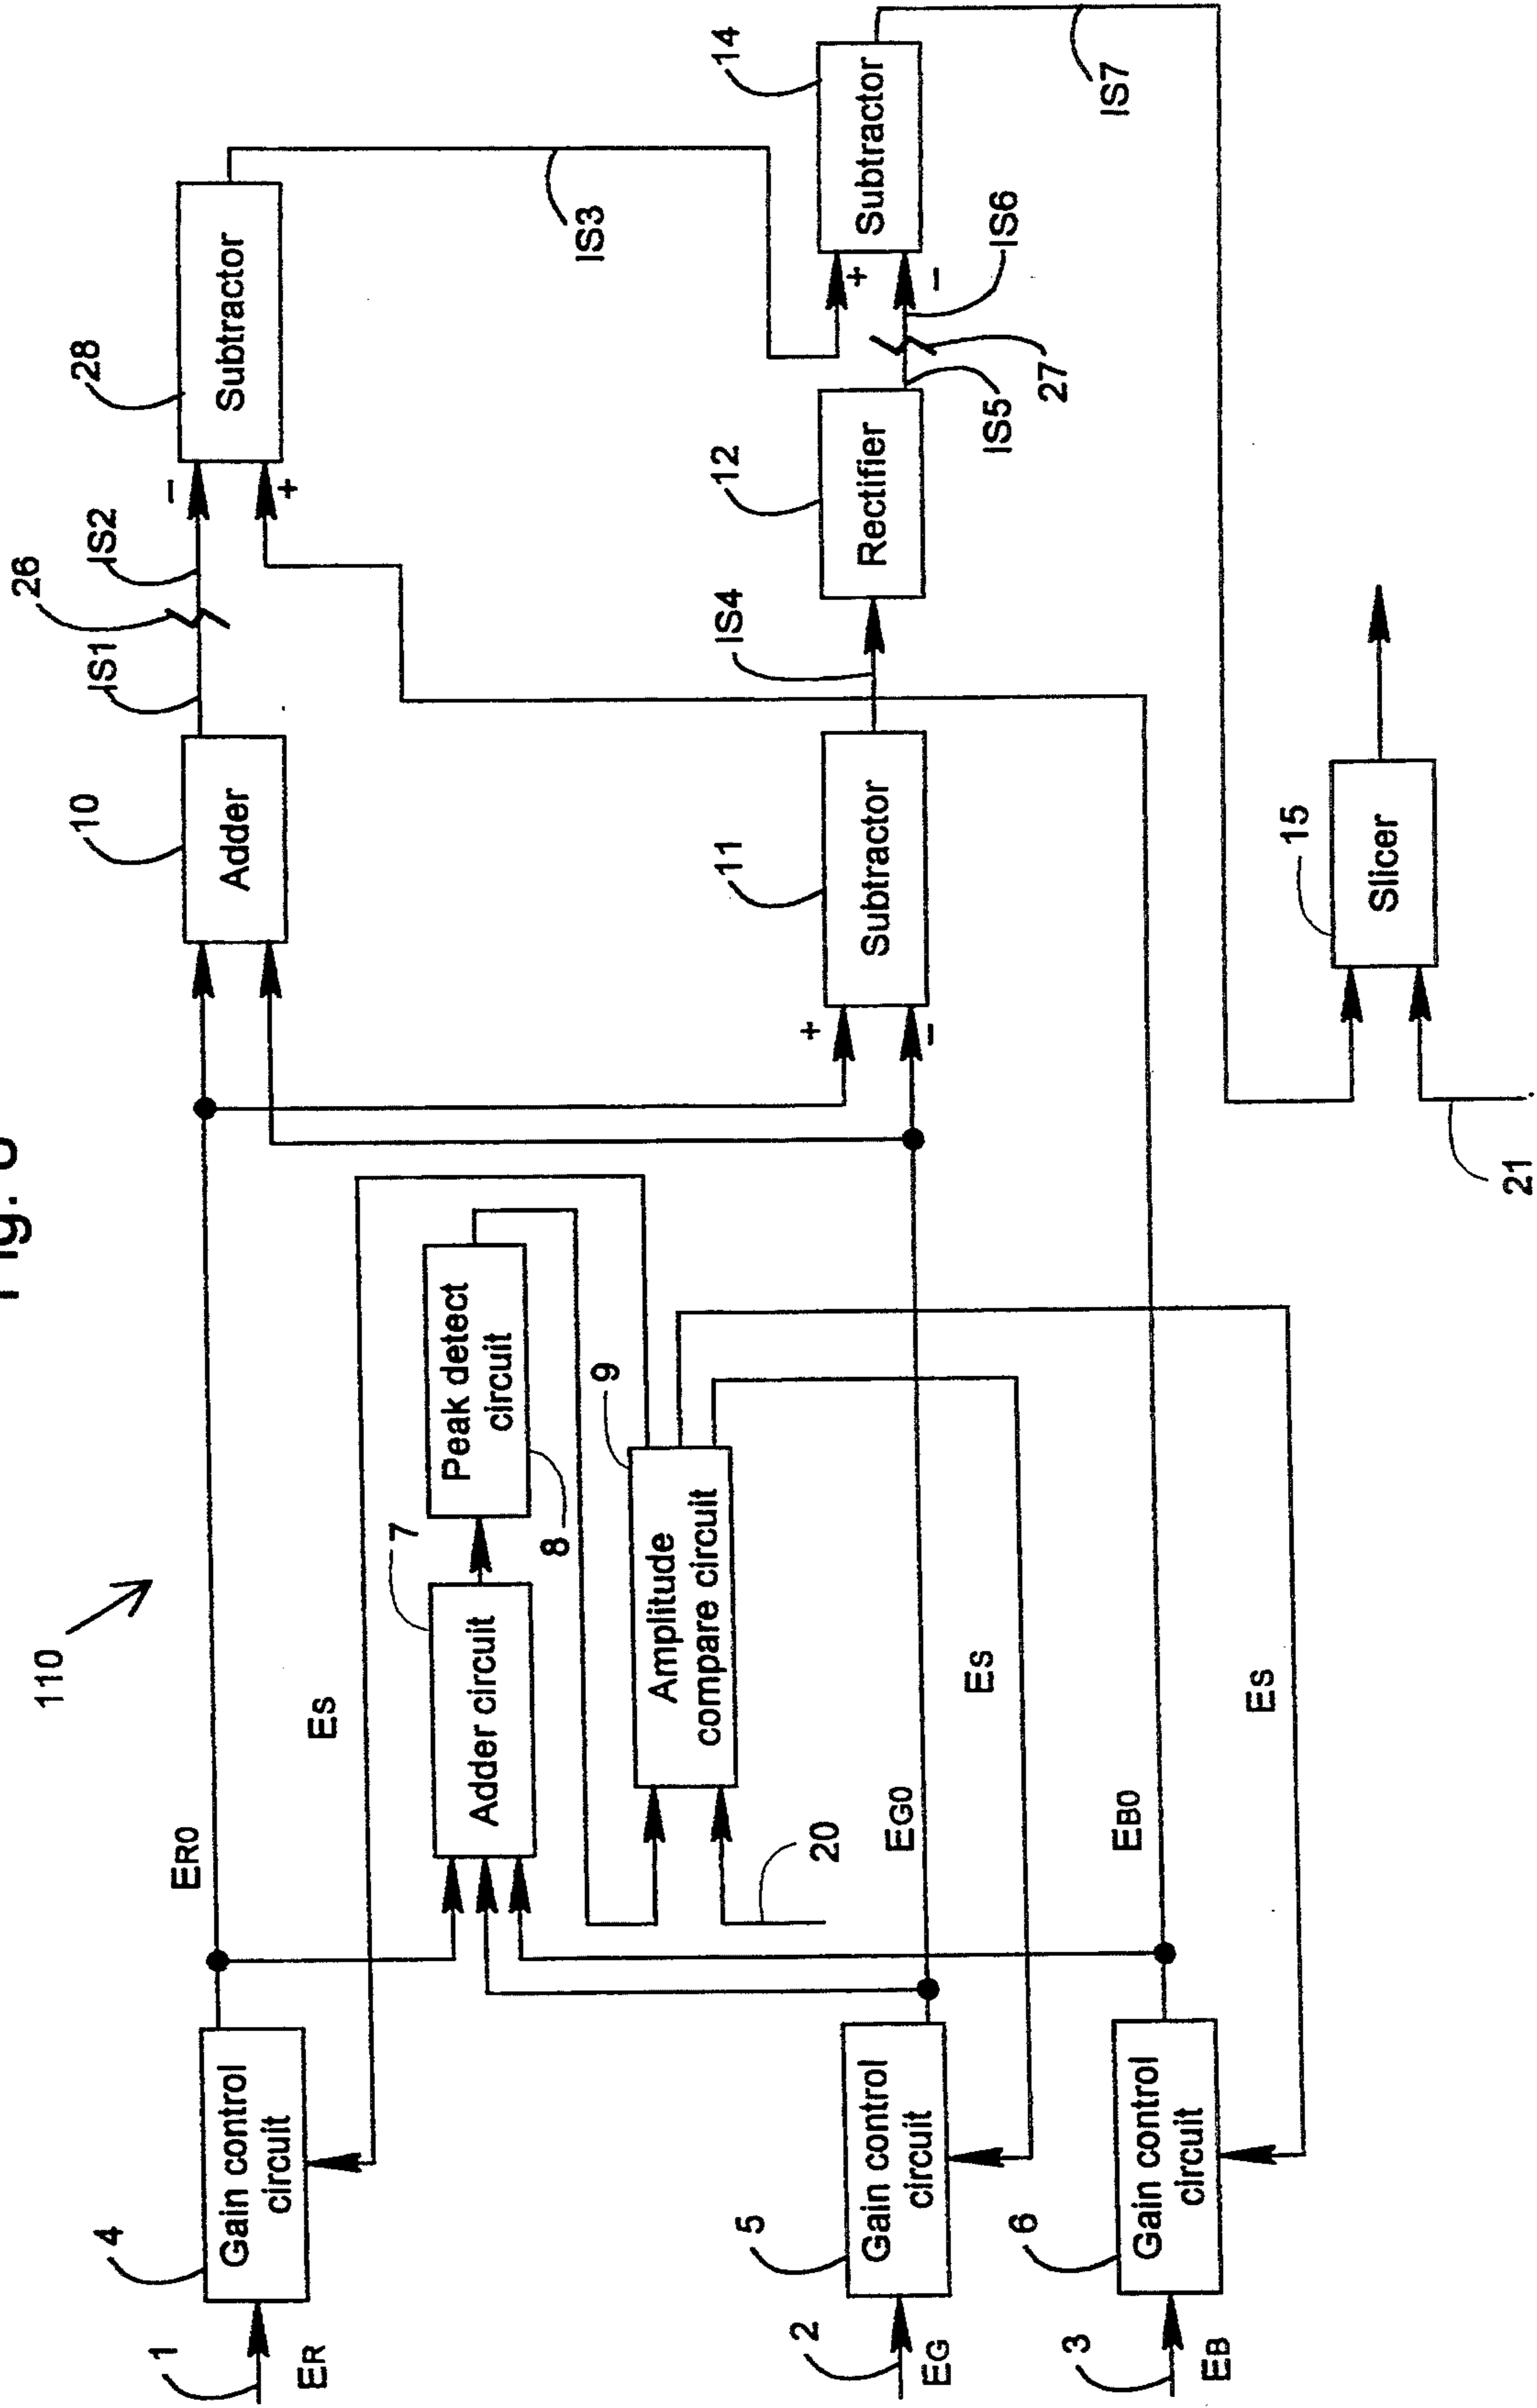 Fig.
110
1
ER
4
Gain control
circuit
ER0
ES
10
Adder
IS1
26
IS2
−
+
28
Subtractor
7
Adder circuit
Peak detect
circuit
8
9
Amplitude
compare circuit
20
IS3
2
EG
5
Gain control
circuit
EG0
ES
+
−
11
Subtractor
IS4
12
Rectifier
IS5
27
IS6
+
−
14
Subtractor
IS7
3
EB
6
Gain control
circuit
EB0
ES
21
15
Slicer